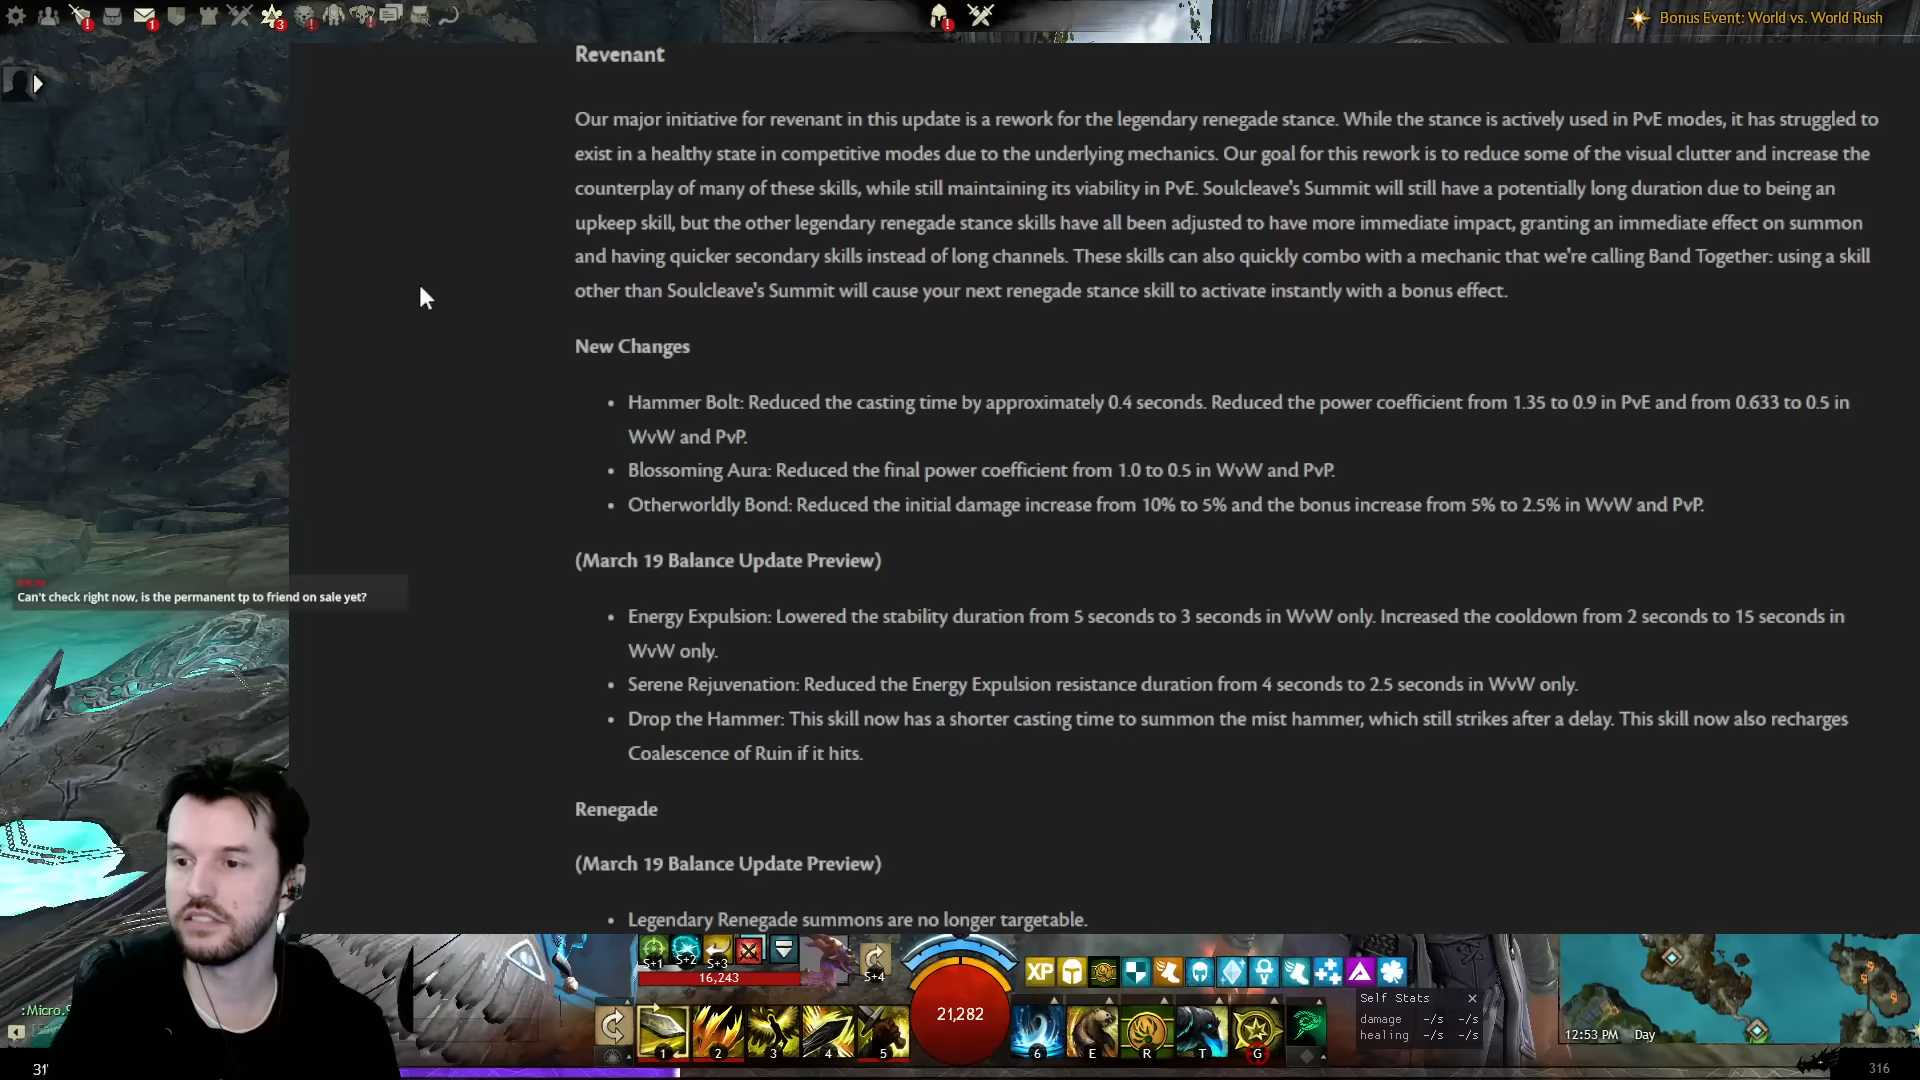 Bonus Event: World vs. World Rush
Revenant
Our major initiative for revenant in this update is a rework for the legendary renegade stance. While the stance is actively used in PvE modes, it has struggled to
exist in a healthy state in competitive modes due to the underlying mechanics. Our goal for this rework is to reduce some of the visual clutter and increase the
counterplay of many of these skills, while still maintaining its viability in PvE. Soulcleave's Summit will still have a potentially long duration due to being an
upkeep skill, but the other legendary renegade stance skills have all been adjusted to have more immediate impact, granting an immediate effect on summon
and having quicker secondary skills instead of long channels. These skills can also quickly combo with a mechanic that we're calling Band Together: using a skill
other than Soulcleave's Summit will cause your next renegade stance skill to activate instantly with a bonus effect.
New Changes
• Hammer Bolt: Reduced the casting time by approximately 0.4 seconds. Reduced the power coefficient from 1.35 to 0.9 in PvE and from 0.633 to 0.5 in
WvW and PvP.
• Blossoming Aura: Reduced the final power coefficient from 1.0 to 0.5 in WvW and PvP.
• Otherworldly Bond: Reduced the initial damage increase from 10% to 5% and the bonus increase from 5% to 2.5% in WvW and PvP.
(March 19 Balance Update Preview)
Can't check right now, is the permanent tp to friend on sale yet?
• Energy Expulsion: Lowered the stability duration from 5 seconds to 3 seconds in WvW only. Increased the cooldown from 2 seconds to 15 seconds in
WvW only.
• Serene Rejuvenation: Reduced the Energy Expulsion resistance duration from 4 seconds to 2.5 seconds in WvW only.
• Drop the Hammer: This skill now has a shorter casting time to summon the mist hammer, which still strikes after a delay. This skill now also recharges
Coalescence of Ruin if it hits.
Renegade
(March 19 Balance Update Preview)
• Legendary Renegade summons are no longer targetable.
S+1 S+2 S+3 S+4
16,243
XP
21,282
1 2 3 4 5 6 E R T G
Self Stats
damage -/s -/s
healing -/s -/s
12:53 PM Day
316